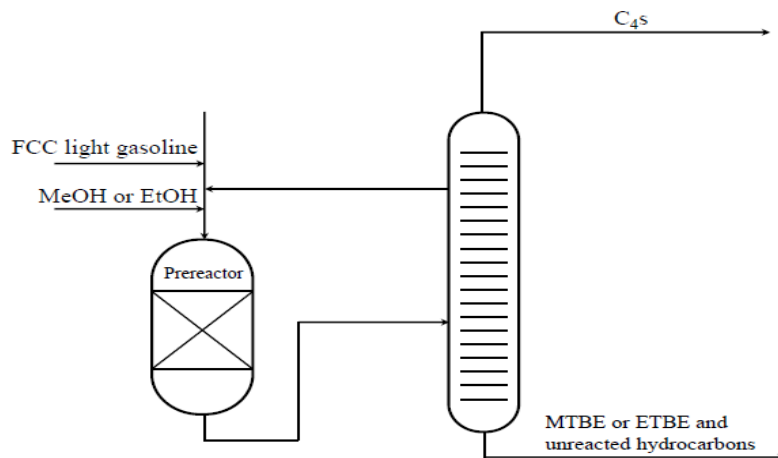 C₄s
FCC light gasoline
MeOH or EtOH
Prereactor
MTBE or ETBE and
unreacted hydrocarbons